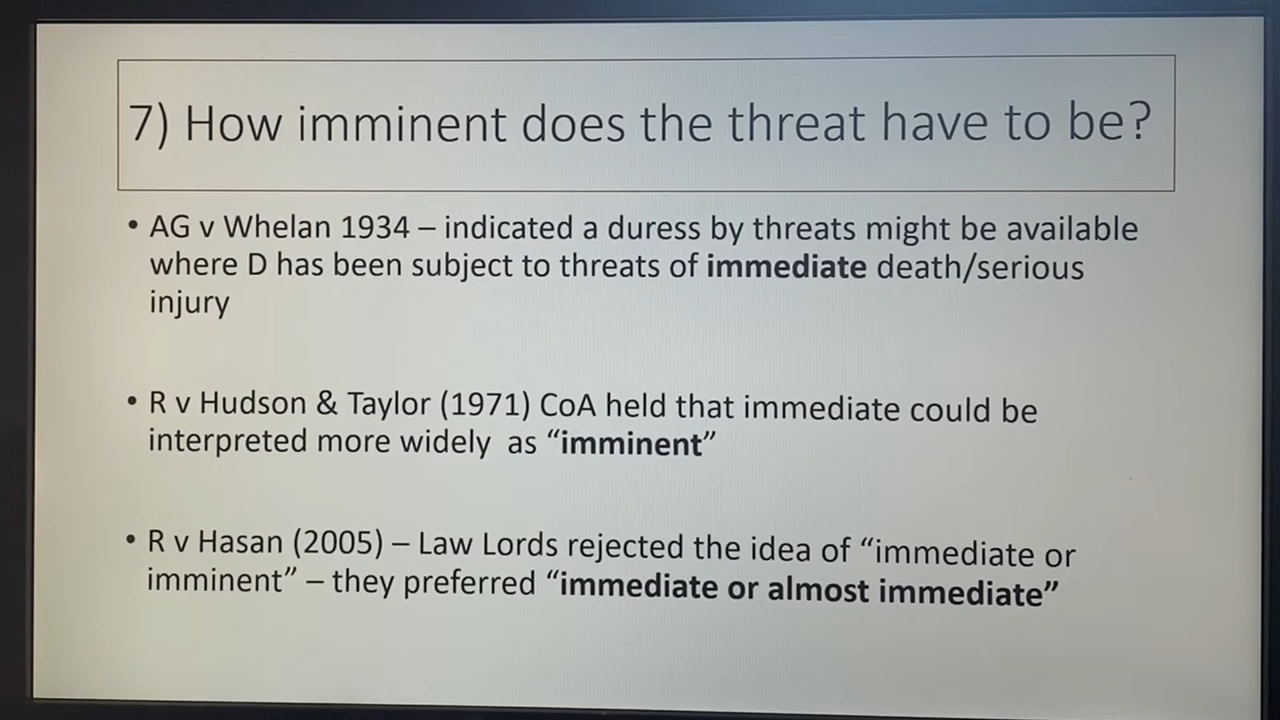 7) How imminent does the threat have to be?
• AG v Whelan 1934 – indicated a duress by threats might be available
where D has been subject to threats of immediate death/serious
injury
• R v Hudson & Taylor (1971) CoA held that immediate could be
interpreted more widely as “imminent”
• R v Hasan (2005) – Law Lords rejected the idea of “immediate or
imminent” – they preferred “immediate or almost immediate”